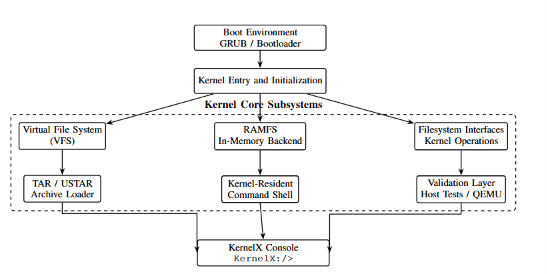 Boot Environment
GRUB / Bootloader
Kernel Entry and Initialization
Kernel Core Subsystems
Virtual File System
(VFS)
RAMFS
In-Memory Backend
Filesystem Interfaces
Kernel Operations
TAR / USTAR
Archive Loader
Kernel-Resident
Command Shell
Validation Layer
Host Tests / QEMU
KernelX Console
KernelX:/>